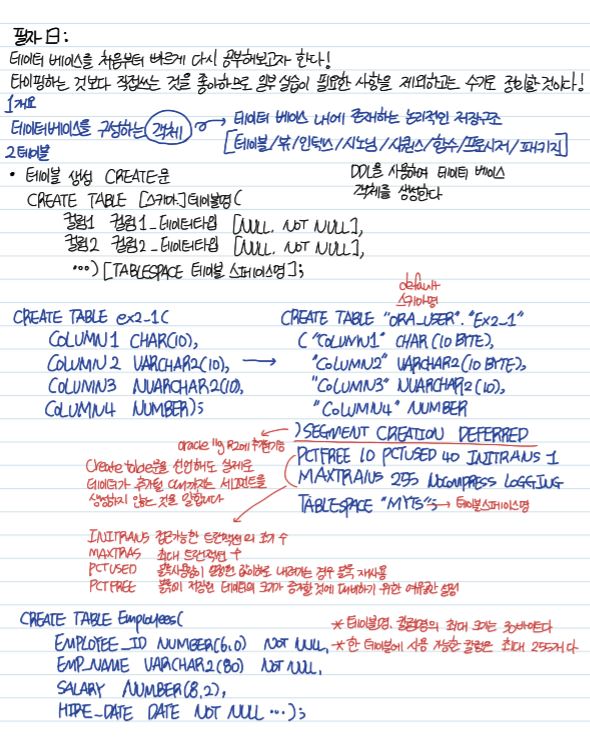 필자 曰:
데이터 베이스를 처음부터 빠르게 다시 공부해보고자 한다!
타이핑하는 것보다 직접쓰는 것을 좋아하므로 일부 실습이 필요한 사항을 제외하고는 수기로 정리할 것이다!
1 개요
데이터베이스를 구성하는 객체 → 데이터 베이스 내에 존재하는 논리적인 저장구조
[테이블/뷰/인덱스/시노님/시퀀스/함수/프로시저/패키지]
2 테이블
• 테이블 생성 CREATE문
DDL을 사용하여 데이터 베이스
객체를 생성한다
CREATE TABLE [스키마.]테이블명(
컬럼1 컬럼1_데이터타입 [NULL, NOT NULL],
컬럼2 컬럼2_데이터타입 [NULL, NOT NULL],
...) [TABLESPACE 테이블 스페이스명];
CREATE TABLE ex2-1(
COLUMN1 CHAR(10),
COLUMN2 VARCHAR2(10), →
COLUMN3 NVARCHAR2(10),
COLUMN4 NUMBER);
default
스키마명
CREATE TABLE "ORA_USER"."Ex2_1"
("COLUMN1" CHAR (10 BYTE),
"COLUMN2" VARCHAR2 (10 BYTE),
"COLUMN3" NVARCHAR2 (10),
"COLUMN4" NUMBER
) SEGMENT CREATION DEFERRED
PCTFREE 10 PCTUSED 40 INITRANS 1
MAXTRANS 255 NOCOMPRESS LOGGING
TABLESPACE "MYTS"; → 테이블스페이스명
oracle 11g R2에 추가기능
Create table문을 선언해도 실제로
데이터가 추가될 때까지는 세그먼트를
생성하지 않는 것을 말합니다
INITRANS 접근가능한 트랜잭션의 초기 수
MAXTRAS 최대 트랜잭션 수
PCTUSED 블록사용량이 설정한 값이하로 내려가는 경우 블록 재사용
PCTFREE 블록이 저장된 데이터의 크기가 증가할 것에 대비하기 위한 여유공간 설정
CREATE TABLE Employees(
EMPLOYEE_ID NUMBER(6,0) NOT NULL,
EMP_NAME VARCHAR2(80) NOT NULL,
SALARY NUMBER(8,2),
HIRE_DATE DATE NOT NULL ...);
* 테이블명, 컬럼명의 최대 크기는 30바이트다
* 한 테이블에 사용 가능한 컬럼은 최대 255개다